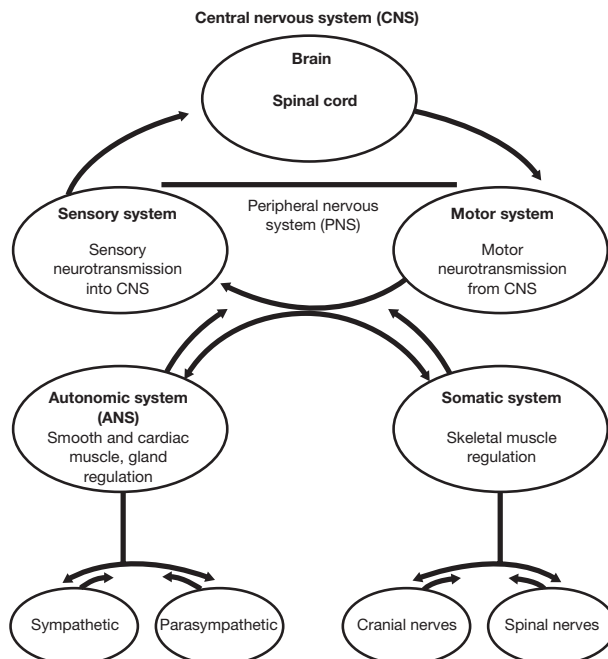 Central nervous system (CNS)
Brain
Spinal cord
Sensory system
Sensory
neurotransmission
into CNS
Peripheral nervous
system (PNS)
Motor system
Motor
neurotransmission
from CNS
Autonomic system
(ANS)
Smooth and cardiac
muscle, gland
regulation
Somatic system
Skeletal muscle
regulation
Sympathetic
Parasympathetic
Cranial nerves
Spinal nerves